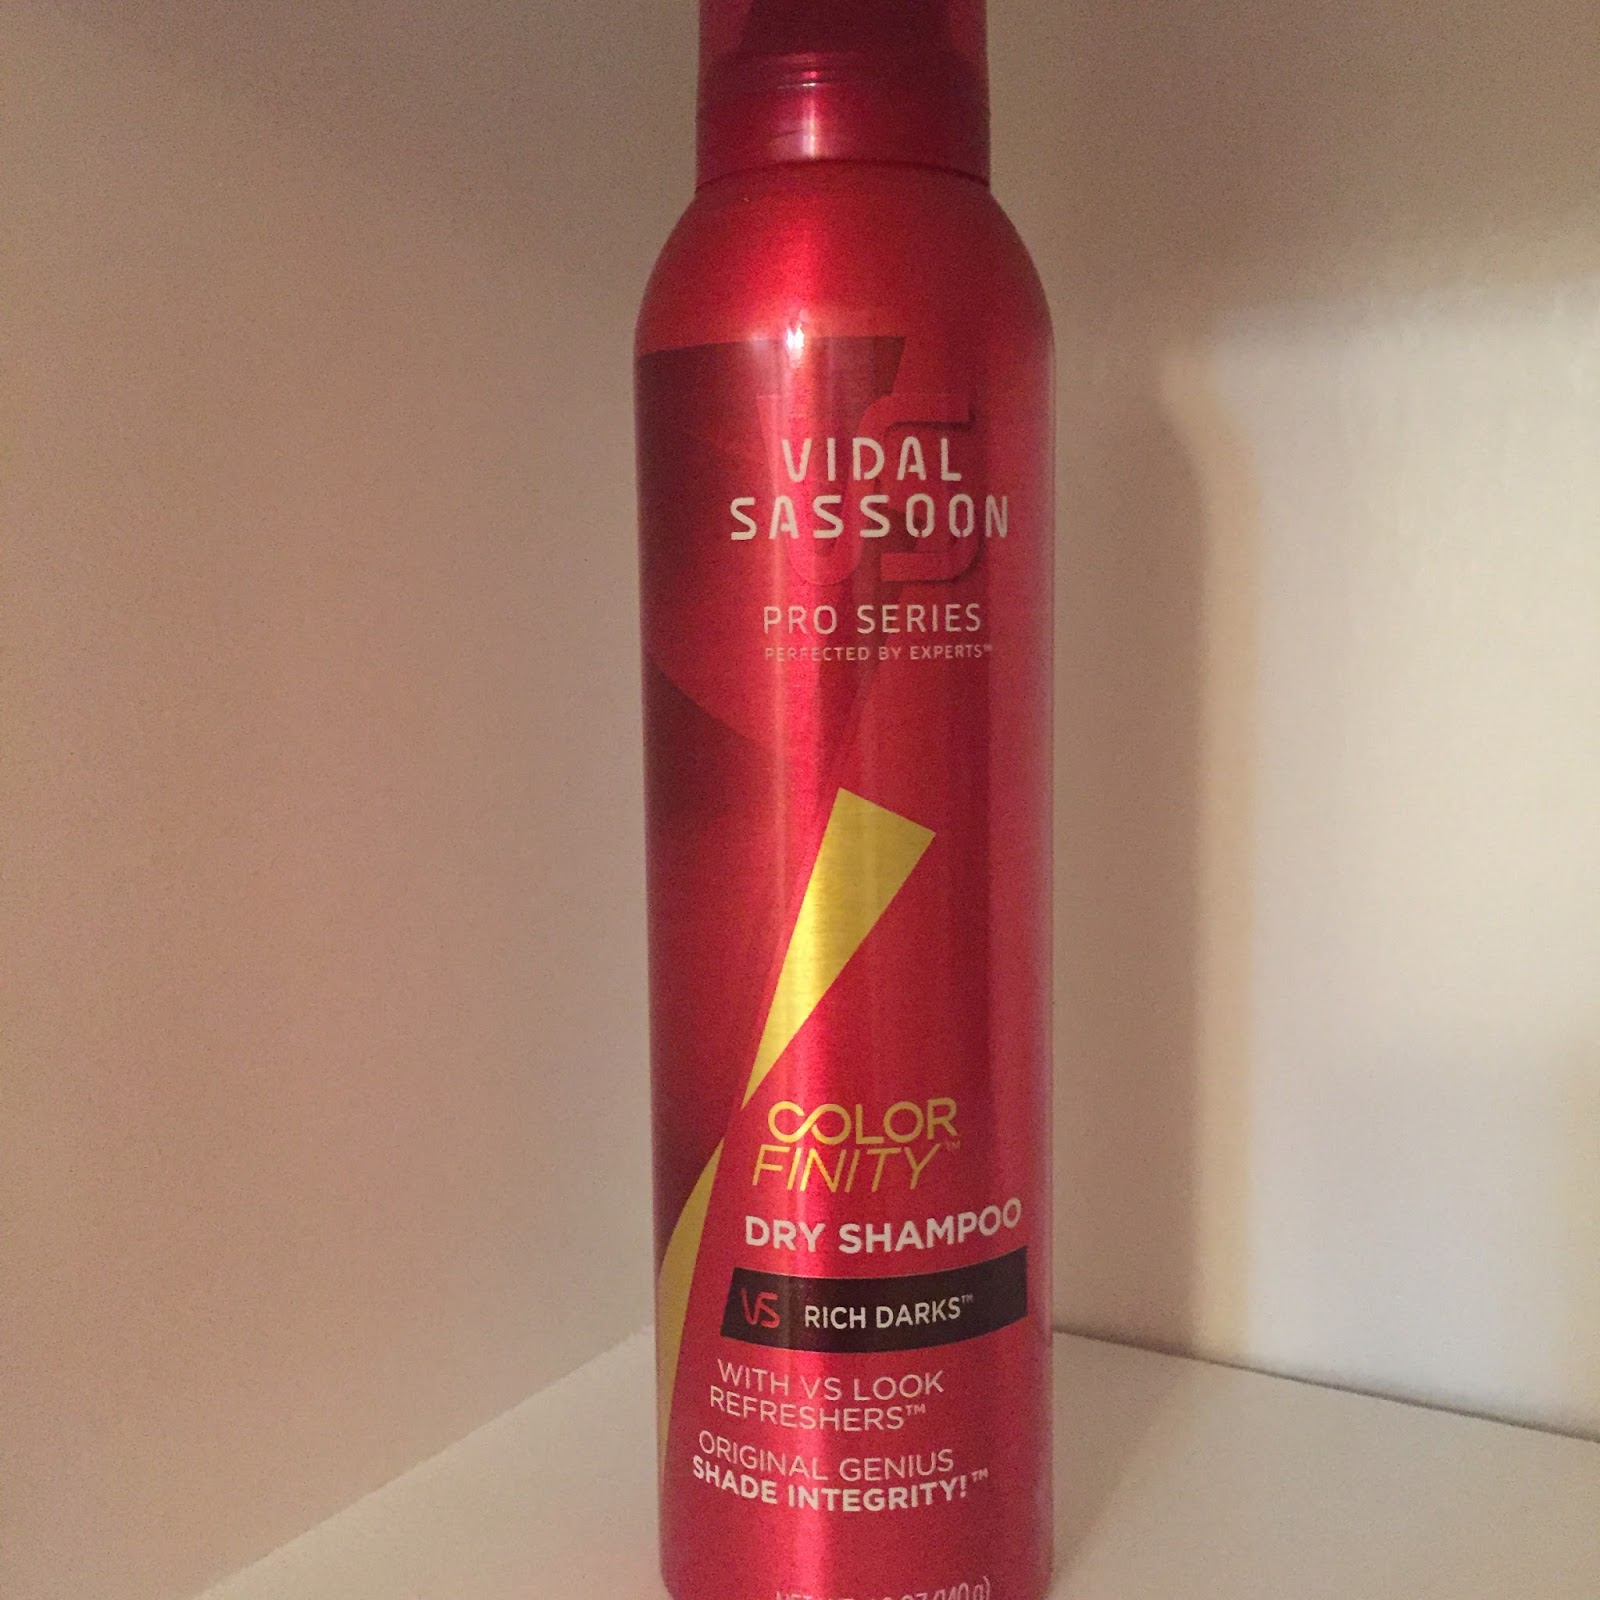 VIDAL
SASSOON
PRO SERIES
PERFECTED BY EXPERTS™
COLOR
FINITY™
DRY SHAMPOO
VS RICH DARKS™
WITH VS LOOK
REFRESHERS™
ORIGINAL GENIUS
SHADE INTEGRITY!™
(140 g)